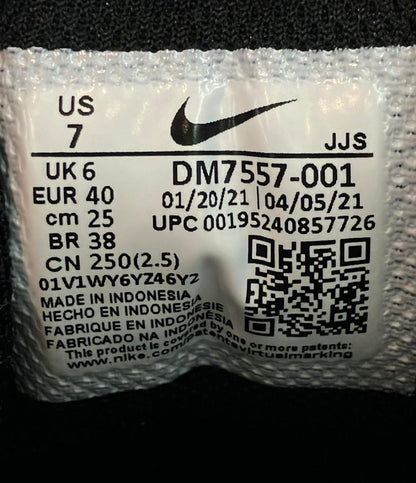 US
7
JJS
UK 6
EUR 40
cm 25
BR 38
CN 250(2.5)
DM7557-001
01/20/21 04/05/21
UPC 00195240857726
01V1WY6YZ46YZ
MADE IN INDONESIA
HECHO EN INDONESIA
FABRIQUE EN INDONESIE
FABRICADO NA INDONESIA
This product is covered by one or more patents
www.nike.com/patents/virtualmarking